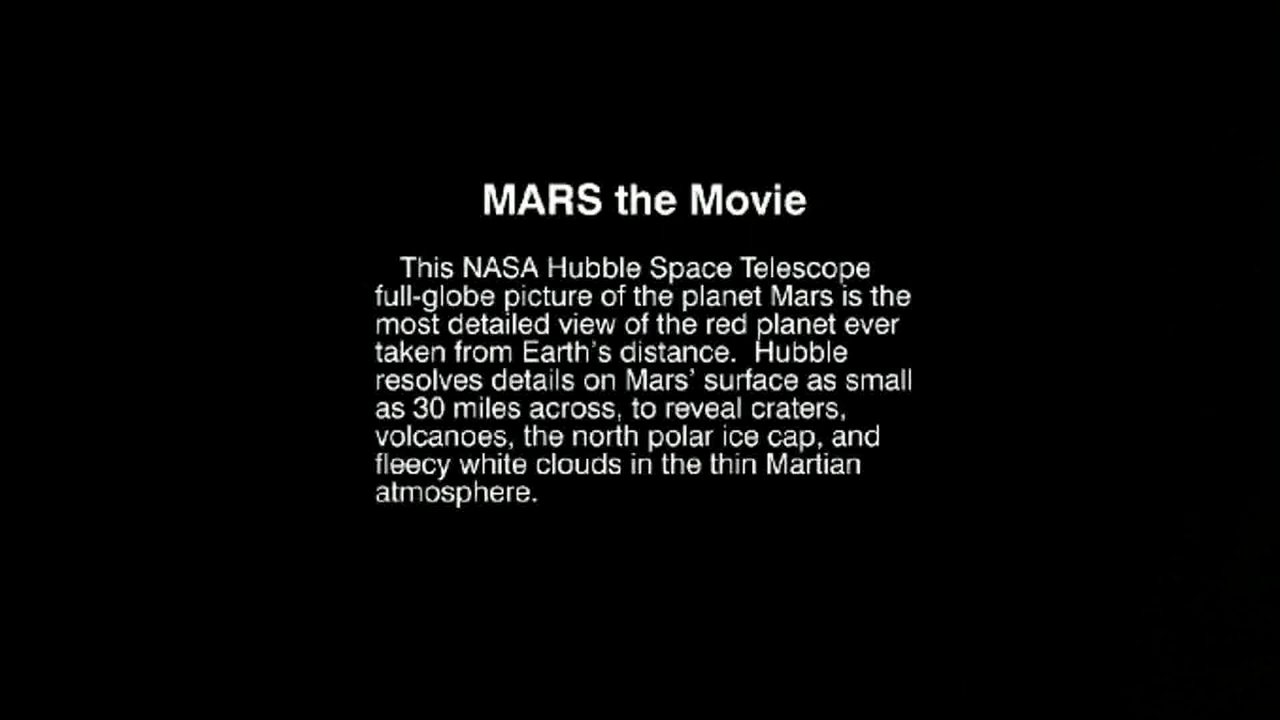 MARS the Movie
This NASA Hubble Space Telescope
full-globe picture of the planet Mars is the
most detailed view of the red planet ever
taken from Earth's distance.  Hubble
resolves details on Mars' surface as small
as 30 miles across, to reveal craters,
volcanoes, the north polar ice cap, and
fleecy white clouds in the thin Martian
atmosphere.